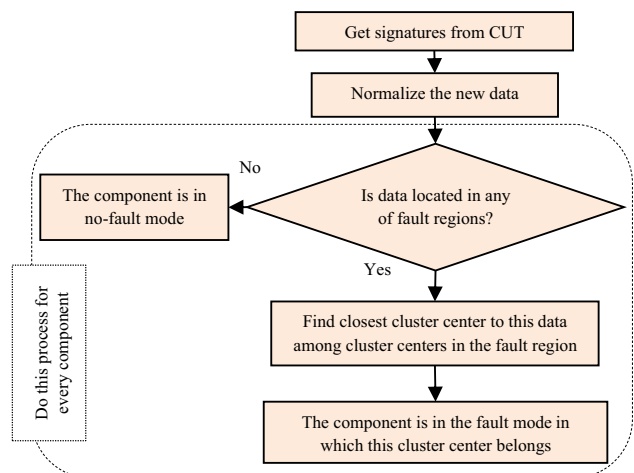 Get signatures from CUT
Normalize the new data
No
Is data located in any
of fault regions?
The component is in
no-fault mode
Yes
Find closest cluster center to this data
among cluster centers in the fault region
The component is in the fault mode in
which this cluster center belongs
Do this process for
every component